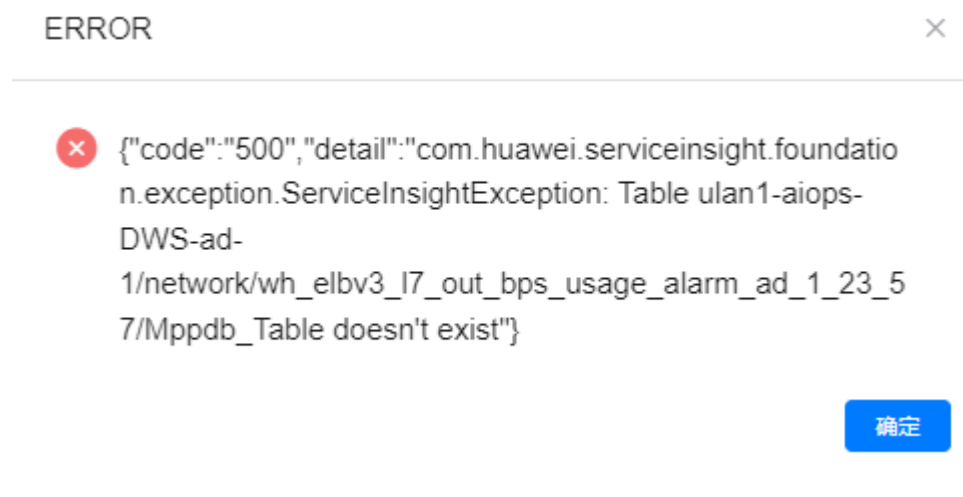 ERROR
{"code":"500","detail":"com.huawei.serviceinsight.foundatio
n.exception.ServiceInsightException: Table ulan1-aiops-
DWS-ad-
1/network/wh_elbv3_l7_out_bps_usage_alarm_ad_1_23_5
7/Mppdb_Table doesn't exist"}
确定